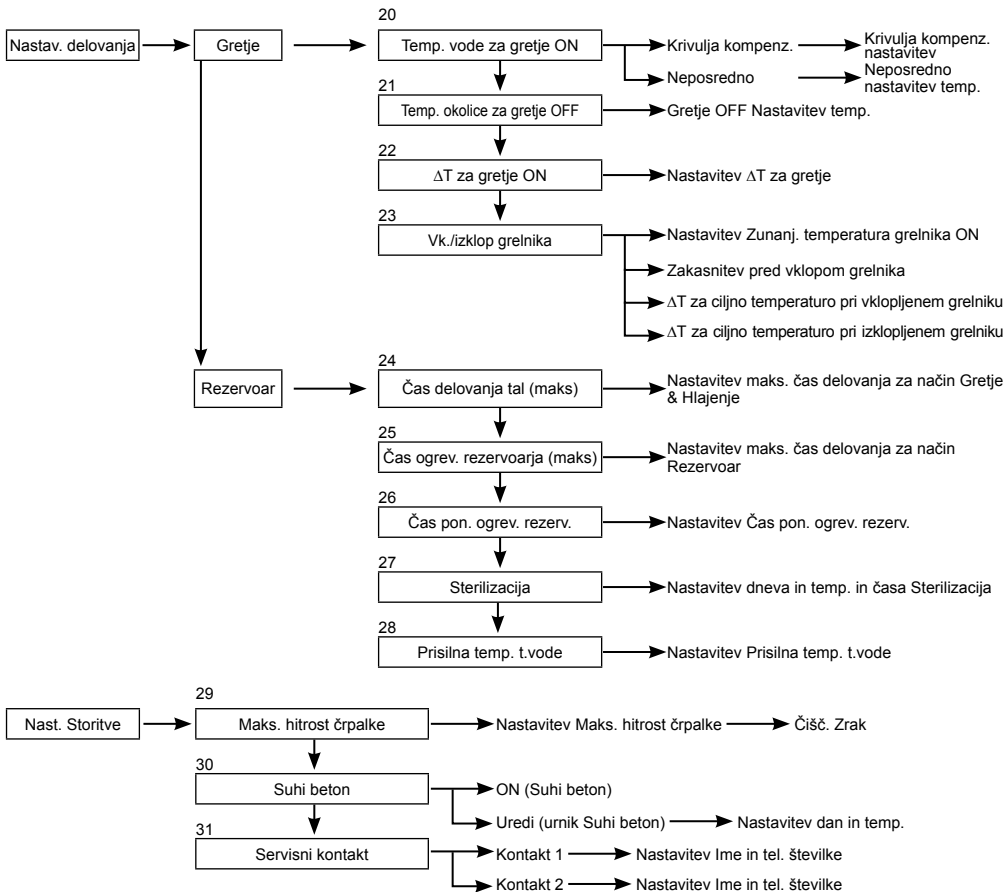 20
Nastav. delovanja
Gretje
Temp. vode za gretje ON
Krivulja kompenz.
Krivulja kompenz.
nastavitev
Neposredno
Neposredno
nastavitev temp.
21
Temp. okolice za gretje OFF
Gretje OFF Nastavitev temp.
22
∆T za gretje ON
Nastavitev ∆T za gretje
23
Vk./izklop grelnika
Nastavitev Zunanj. temperatura grelnika ON
Zakasnitev pred vklopom grelnika
∆T za ciljno temperaturo pri vklopljenem grelniku
∆T za ciljno temperaturo pri izklopljenem grelniku
24
Rezervoar
Čas delovanja tal (maks)
Nastavitev maks. čas delovanja za način Gretje
& Hlajenje
25
Čas ogrev. rezervoarja (maks)
Nastavitev maks. čas delovanja za način
Rezervoar
26
Čas pon. ogrev. rezerv.
Nastavitev Čas pon. ogrev. rezerv.
27
Sterilizacija
Nastavitev dneva in temp. in časa Sterilizacija
28
Prisilna temp. t.vode
Nastavitev Prisilna temp. t.vode
29
Nast. Storitve
Maks. hitrost črpalke
Nastavitev Maks. hitrost črpalke
Čišč. Zrak
30
Suhi beton
ON (Suhi beton)
Uredi (urnik Suhi beton)
Nastavitev dan in temp.
31
Servisni kontakt
Kontakt 1
Nastavitev Ime in tel. številke
Kontakt 2
Nastavitev Ime in tel. številke